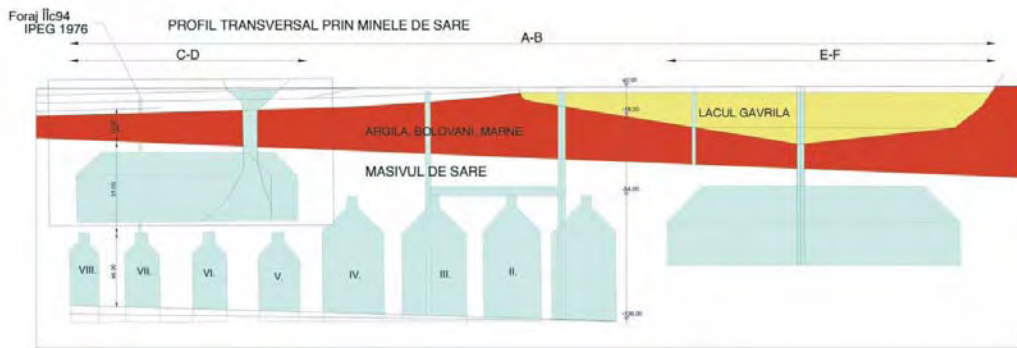 Foraj Îlc94
IPEG 1976
PROFIL TRANSVERSAL PRIN MINELE DE SARE
A-B
C-D
E-F
LACUL GAVRILA
ARGILA, BOLOVANI, MARNE
MASIVUL DE SARE
VIII.
VII.
VI.
V.
IV.
III.
II.